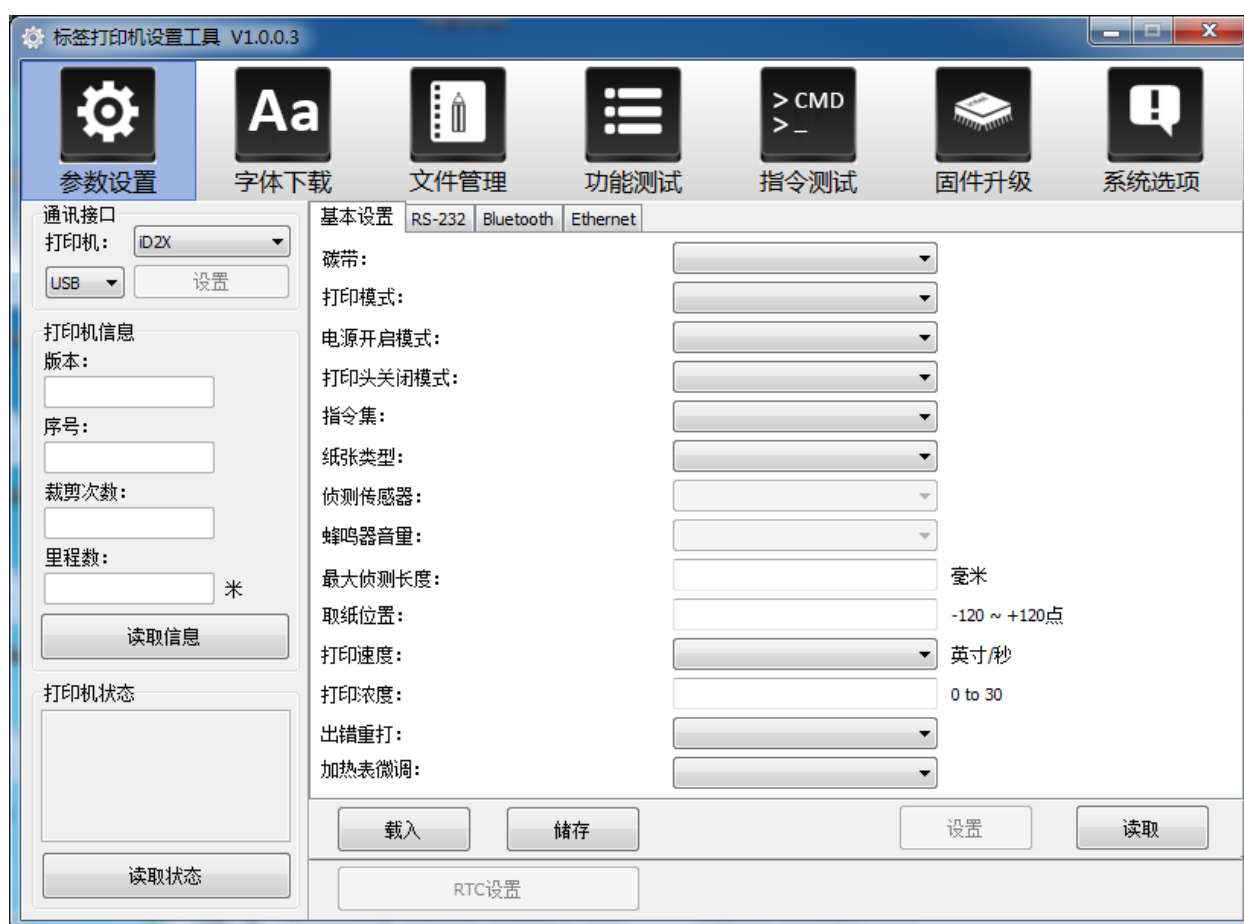 标签打印机设置工具 V1.0.0.3
Aa
> CMD
> _
参数设置 字体下载 文件管理 功能测试 指令测试 固件升级 系统选项
通讯接口
打印机: iD2X
USB 设置
打印机信息
版本:
序号:
裁剪次数:
里程数:
米
读取信息
打印机状态
读取状态
基本设置 RS-232 Bluetooth Ethernet
碳带:
打印模式:
电源开启模式:
打印头关闭模式:
指令集:
纸张类型:
侦测传感器:
蜂鸣器音量:
最大侦测长度: 毫米
取纸位置: -120 ~ +120点
打印速度: 英寸/秒
打印浓度: 0 to 30
出错重打:
加热表微调:
载入 储存 设置 读取
RTC设置